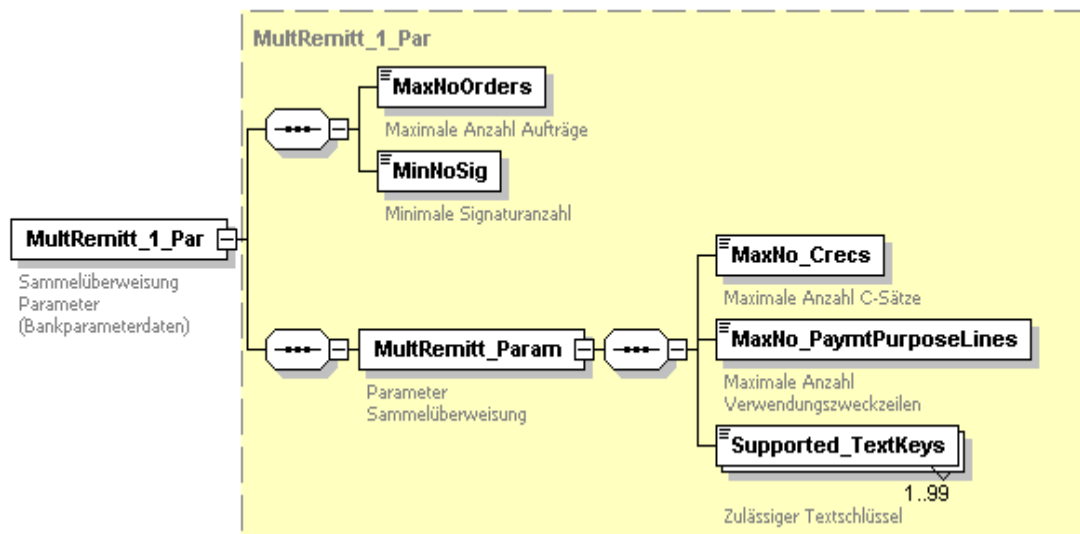 MultRemitt_1_Par
MaxNoOrders
Maximale Anzahl Aufträge
MinNoSig
Minimale Signaturanzahl
MultRemitt_1_Par
Sammelüberweisung
Parameter
(Bankparameterdaten)
MultRemitt_Param
Parameter
Sammelüberweisung
MaxNo_Crecs
Maximale Anzahl C-Sätze
MaxNo_PaymtPurposeLines
Maximale Anzahl
Verwendungszweckzeilen
Supported_TextKeys
1..99
Zulässiger Textschlüssel